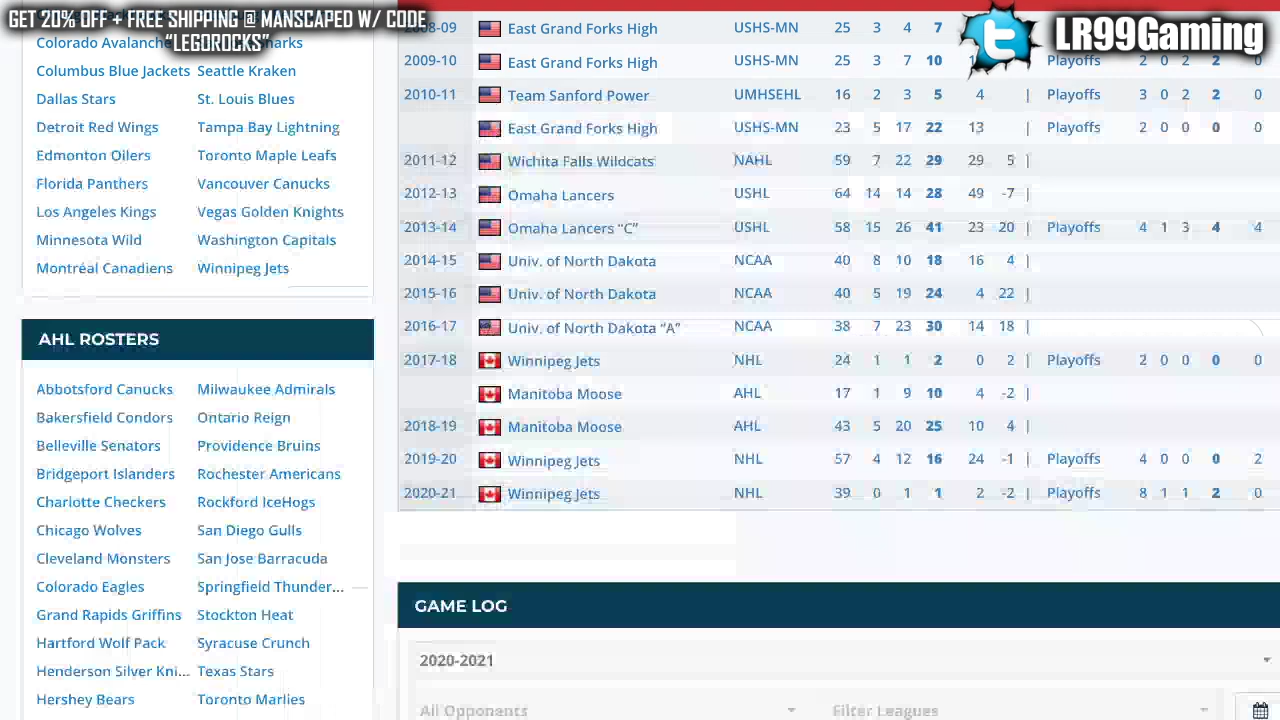 GET 20% OFF + FREE SHIPPING @ MANSCAPED W/ CODE
"LEGOROCKS"
LR99Gaming
Colorado Avalanche
Columbus Blue Jackets Seattle Kraken
Dallas Stars St. Louis Blues
Detroit Red Wings Tampa Bay Lightning
Edmonton Oilers Toronto Maple Leafs
Florida Panthers Vancouver Canucks
Los Angeles Kings Vegas Golden Knights
Minnesota Wild Washington Capitals
Montréal Canadiens Winnipeg Jets
AHL ROSTERS
Abbotsford Canucks Milwaukee Admirals
Bakersfield Condors Ontario Reign
Belleville Senators Providence Bruins
Bridgeport Islanders Rochester Americans
Charlotte Checkers Rockford IceHogs
Chicago Wolves San Diego Gulls
Cleveland Monsters San Jose Barracuda
Colorado Eagles Springfield Thunder...
Grand Rapids Griffins Stockton Heat
Hartford Wolf Pack Syracuse Crunch
Henderson Silver Kni... Texas Stars
Hershey Bears Toronto Marlies
2008-09 East Grand Forks High USHS-MN 25 3 4 7
2009-10 East Grand Forks High USHS-MN 25 3 7 10 Playoffs 2 0 2 2 0
2010-11 Team Sanford Power UMHSEHL 16 2 3 5 4 | Playoffs 3 0 2 2 0
East Grand Forks High USHS-MN 23 5 17 22 13 | Playoffs 2 0 0 0 0
2011-12 Wichita Falls Wildcats NAHL 59 7 22 29 29 5 |
2012-13 Omaha Lancers USHL 64 14 14 28 49 -7 |
2013-14 Omaha Lancers “C” USHL 58 15 26 41 23 20 | Playoffs 4 1 3 4 4
2014-15 Univ. of North Dakota NCAA 40 8 10 18 16 4 |
2015-16 Univ. of North Dakota NCAA 40 5 19 24 4 22 |
2016-17 Univ. of North Dakota “A” NCAA 38 7 23 30 14 18 |
2017-18 Winnipeg Jets NHL 24 1 1 2 0 2 | Playoffs 2 0 0 0 0
Manitoba Moose AHL 17 1 9 10 4 -2 |
2018-19 Manitoba Moose AHL 43 5 20 25 10 4 |
2019-20 Winnipeg Jets NHL 57 4 12 16 24 -1 | Playoffs 4 0 0 0 2
2020-21 Winnipeg Jets NHL 39 0 1 1 2 -2 | Playoffs 8 1 1 2 0
GAME LOG
2020-2021
All Opponents Filter Leagues